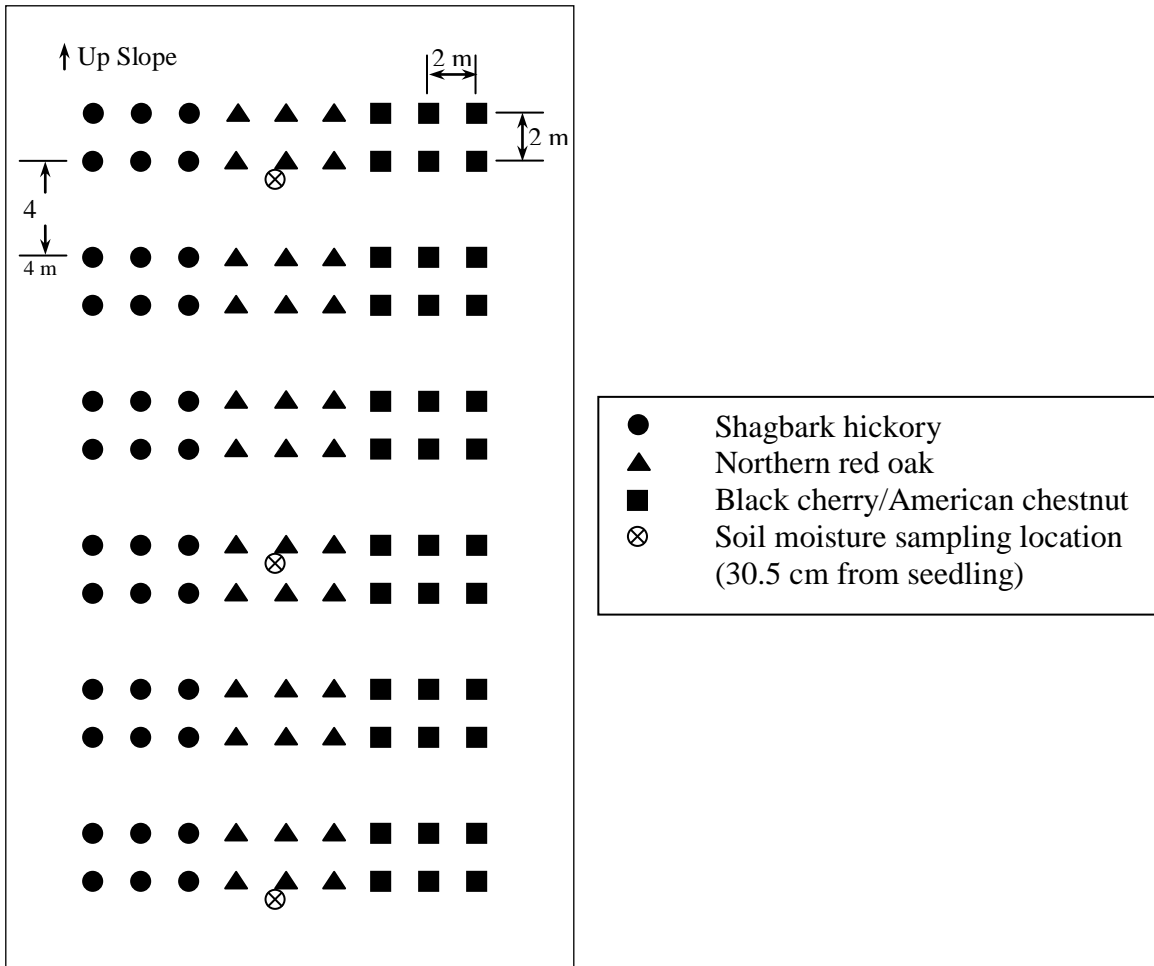 Up Slope
2 m
2 m
4
4 m
Shagbark hickory
Northern red oak
Black cherry/American chestnut
Soil moisture sampling location
(30.5 cm from seedling)